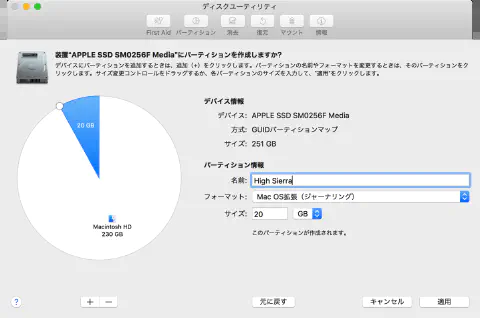 ディスクユーティリティ
First Aid パーティション 消去 復元 マウント 情報
装置"APPLE SSD SM0256F Media"にパーティションを作成しますか?
デバイスにパーティションを追加するときは、追加（+）をクリックします。パーティションの名前やフォーマットを変更するときは、そのパーティションをク
リックします。サイズ変更コントロールをドラッグするか、各パーティションのサイズを入力して、"適用"をクリックします。
20 GB
Macintosh HD
230 GB
デバイス情報
デバイス: APPLE SSD SM0256F Media
方式: GUIDパーティションマップ
サイズ: 251 GB
パーティション情報
名前: High Sierra
フォーマット: Mac OS拡張（ジャーナリング）
サイズ: 20 GB
このパーティションが作成されます。
? + − 元に戻す キャンセル 適用